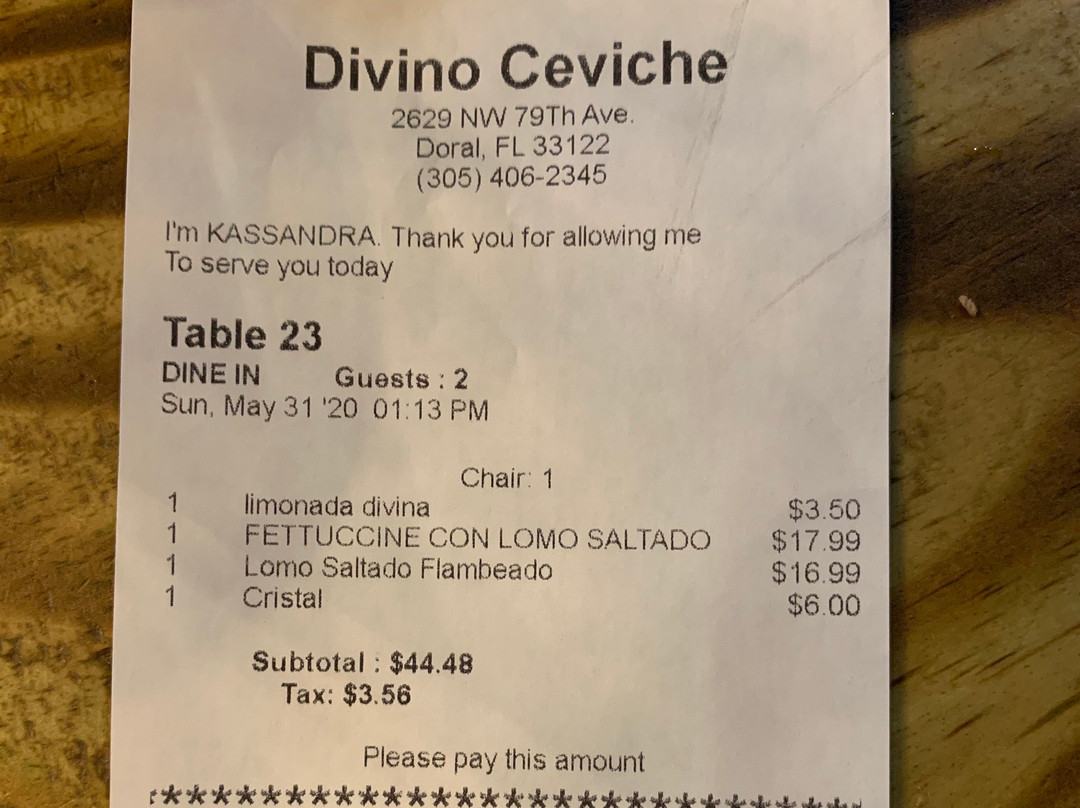 Divino Ceviche
2629 NW 79Th Ave.
Doral, FL 33122
(305) 406-2345
I'm KASSANDRA. Thank you for allowing me
To serve you today
Table 23
DINE IN Guests : 2
Sun, May 31 '20 01:13 PM
Chair: 1
1 limonada divina $3.50
1 FETTUCCINE CON LOMO SALTADO $17.99
1 Lomo Saltado Flambeado $16.99
1 Cristal $6.00
Subtotal : $44.48
Tax: $3.56
Please pay this amount
*****************************